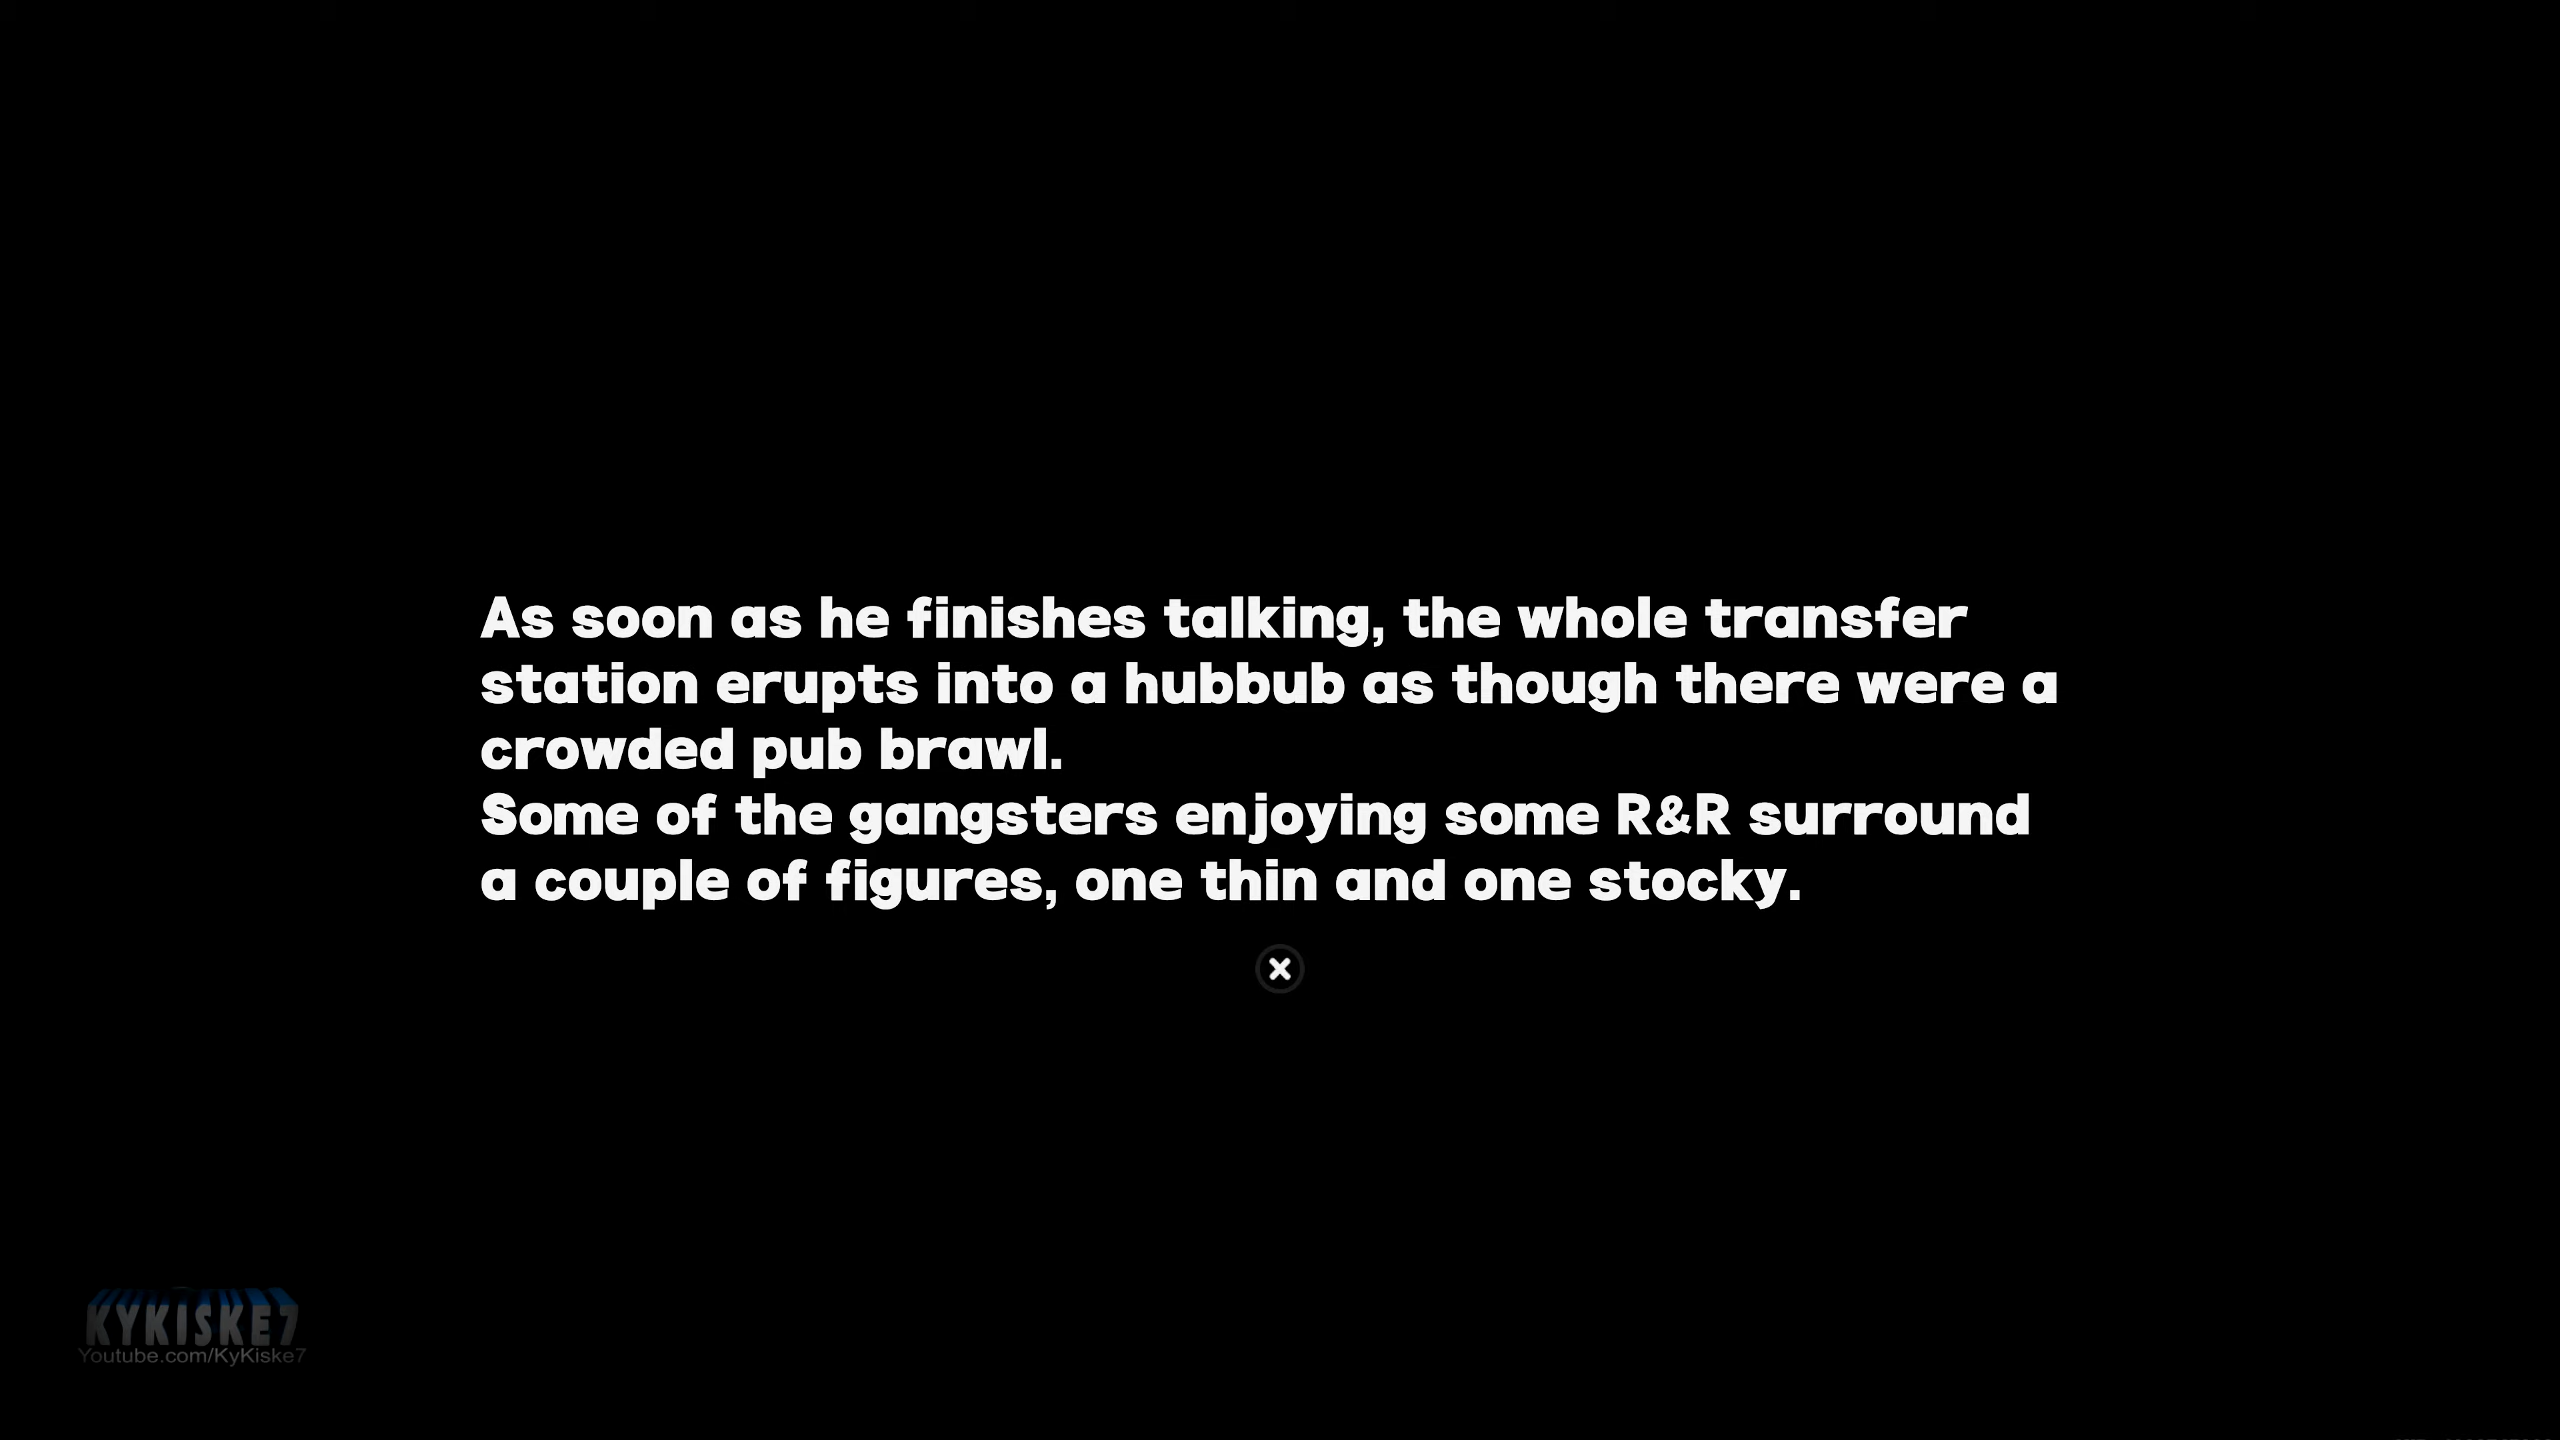 As soon as he finishes talking, the whole transfer
station erupts into a hubbub as though there were a
crowded pub brawl.
Some of the gangsters enjoying some R&R surround
a couple of figures, one thin and one stocky.
KYKISKE7
Youtube.com/KyKiske7